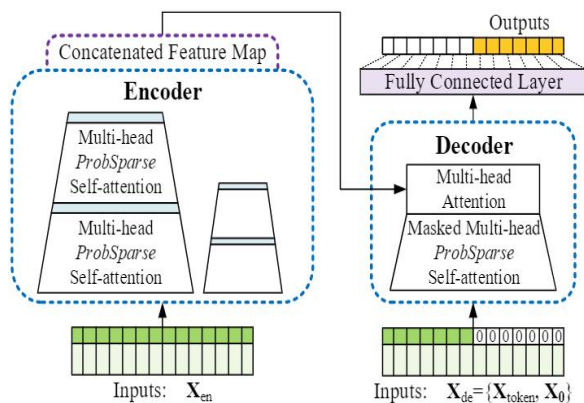 Concatenated Feature Map
Encoder
Multi-head
ProbSparse
Self-attention
Multi-head
ProbSparse
Self-attention
Inputs: Xen
Outputs
Fully Connected Layer
Decoder
Multi-head
Attention
Masked Multi-head
ProbSparse
Self-attention
0 0 0 0 0 0 0
Inputs: Xde={Xtoken, X0}